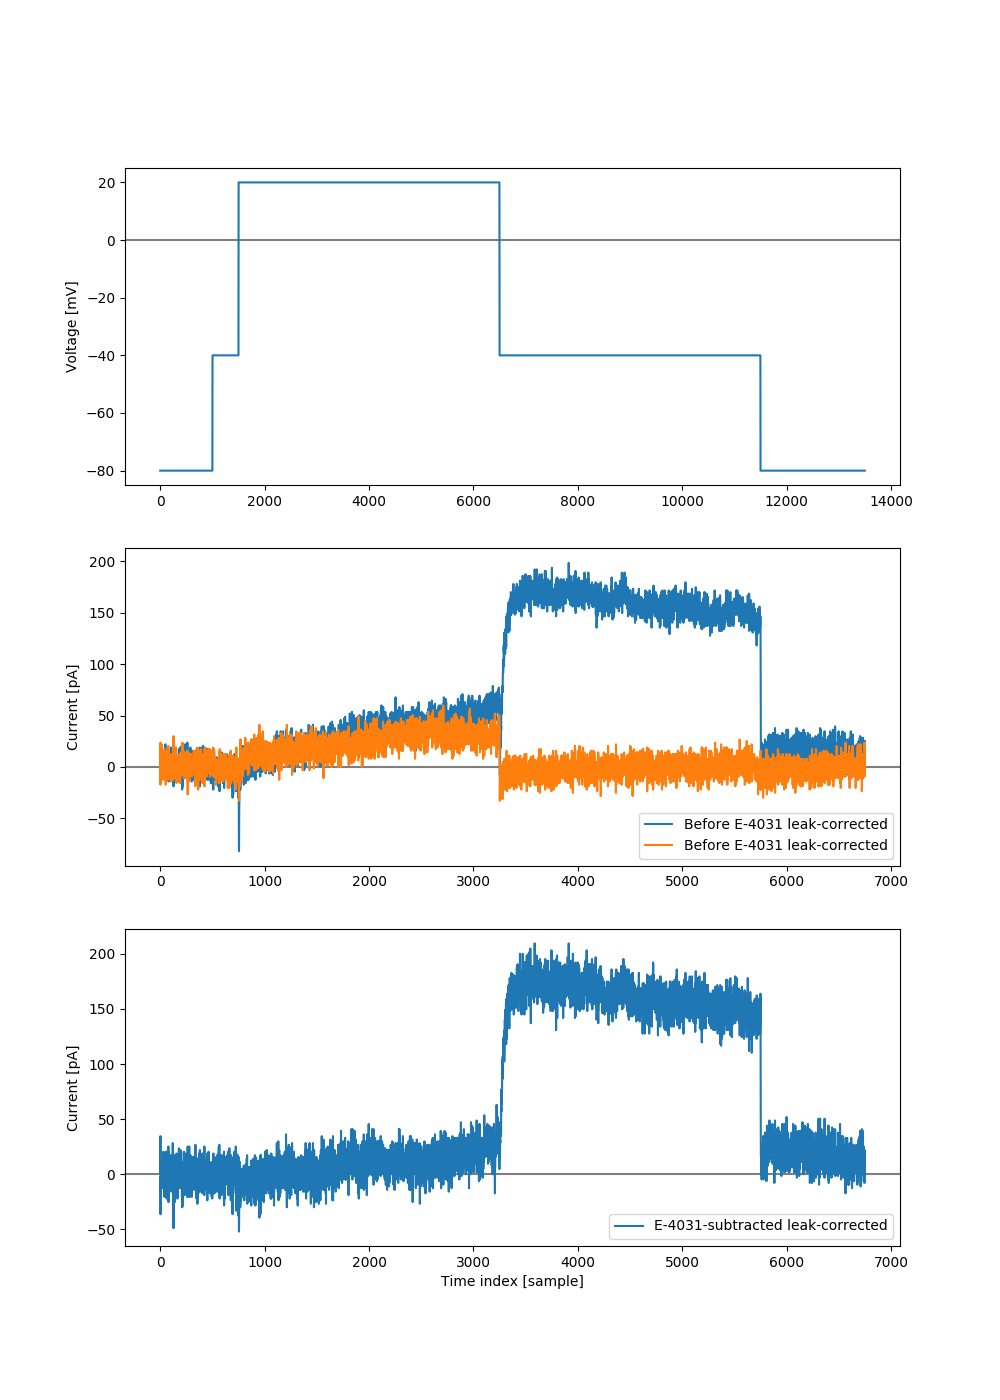 Voltage [mV]
20
0
−20
−40
−60
−80
0 2000 4000 6000 8000 10000 12000 14000
Current [pA]
200
150
100
50
0
−50
Before E-4031 leak-corrected
Before E-4031 leak-corrected
0 1000 2000 3000 4000 5000 6000 7000
Current [pA]
200
150
100
50
0
−50
E-4031-subtracted leak-corrected
0 1000 2000 3000 4000 5000 6000 7000
Time index [sample]